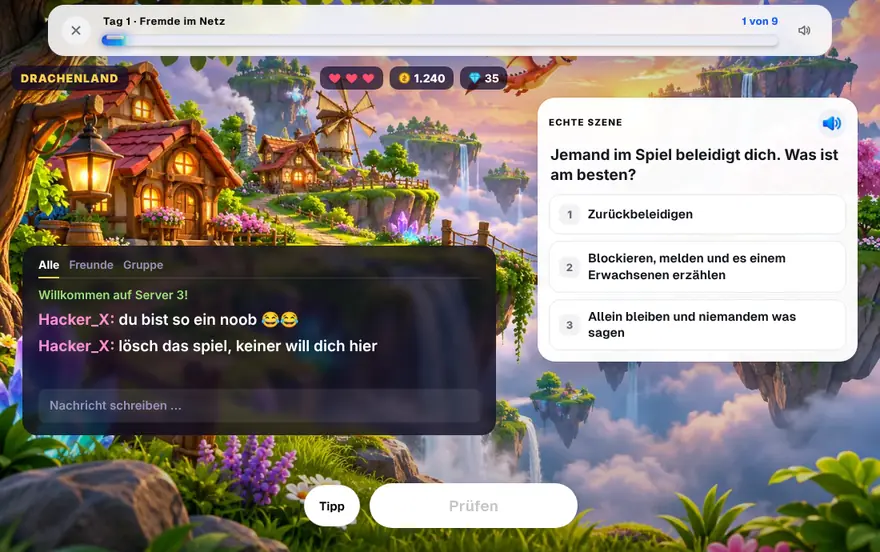 Tag 1 · Fremde im Netz
1 von 9
DRACHENLAND
1.240
35
ECHTE SZENE
Jemand im Spiel beleidigt dich. Was ist
am besten?
1 Zurückbeleidigen
2 Blockieren, melden und es einem
Erwachsenen erzählen
3 Allein bleiben und niemandem was
sagen
Alle Freunde Gruppe
Willkommen auf Server 3!
Hacker_X: du bist so ein noob 😂😂
Hacker_X: lösch das spiel, keiner will dich hier
Nachricht schreiben ...
Tipp
Prüfen